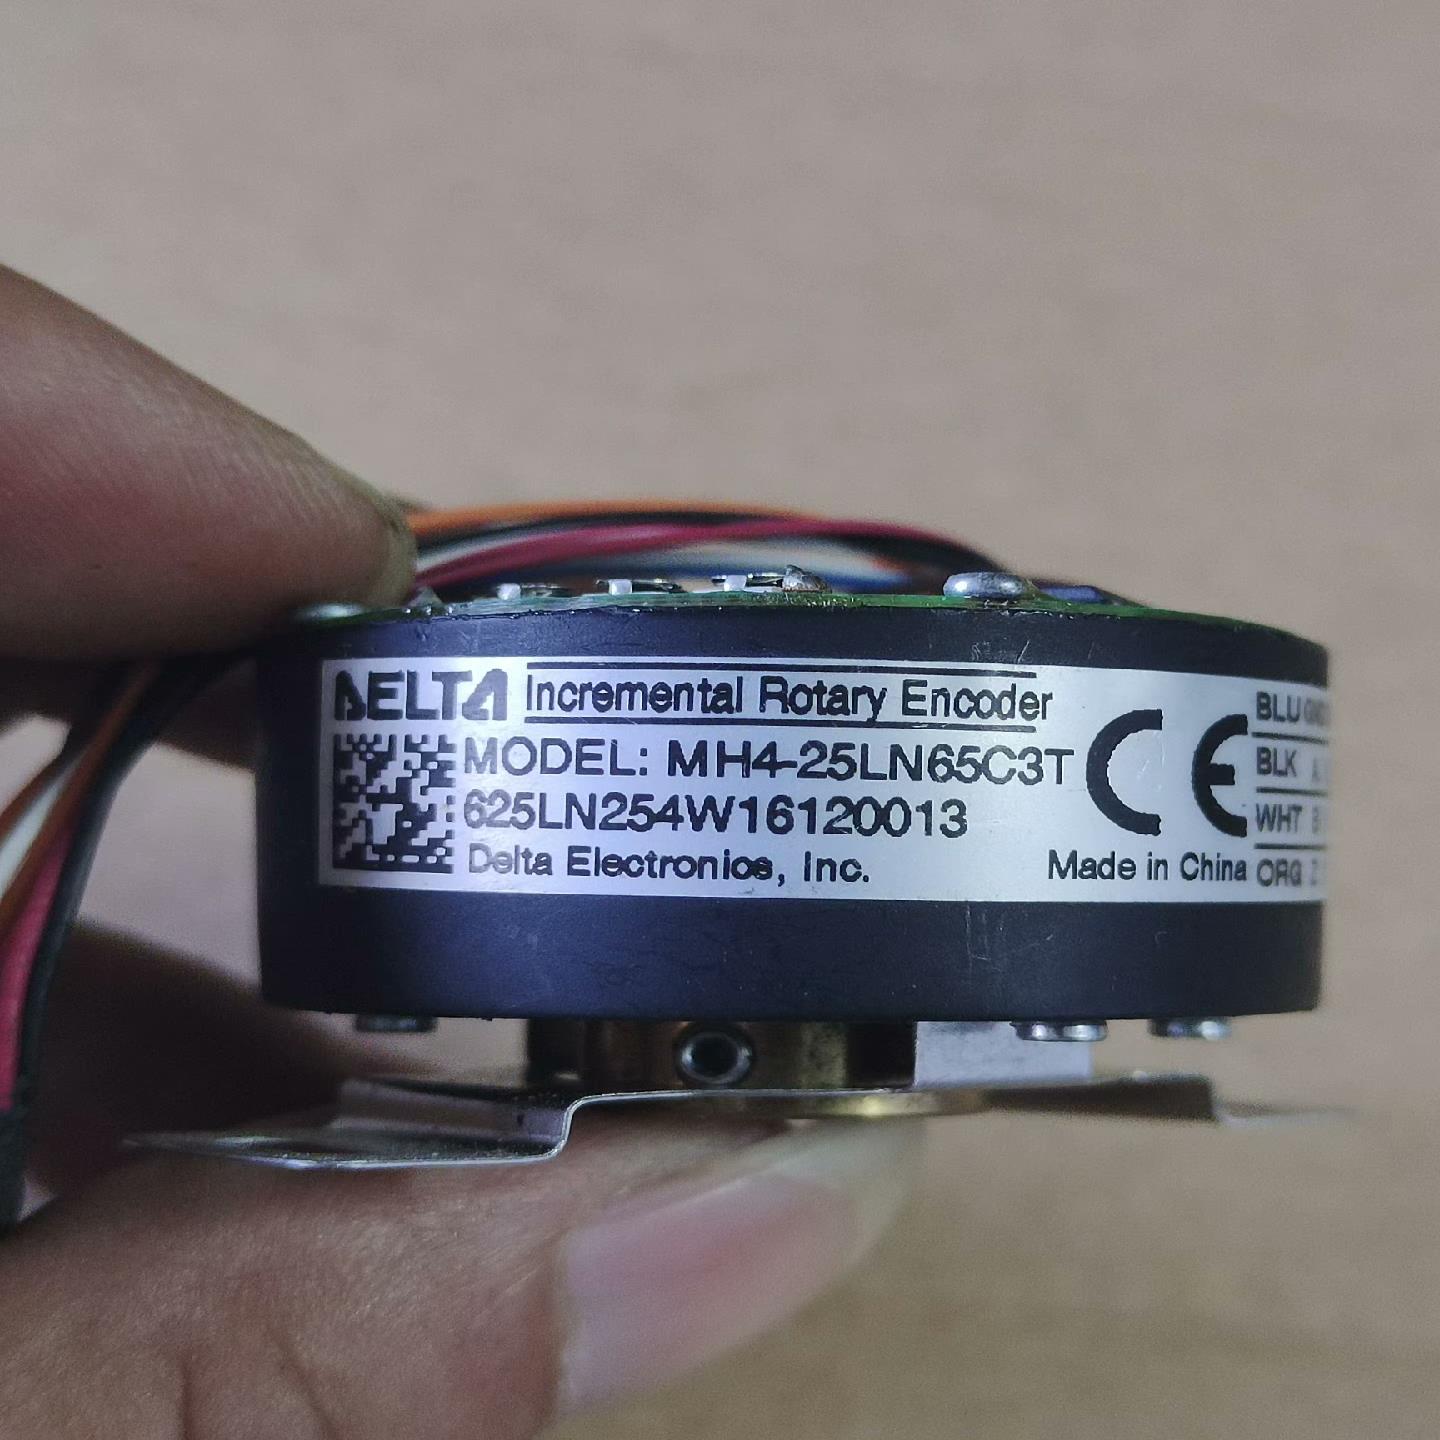 DELTA Incremental Rotary Encoder
MODEL: MH4-25LN65C3T
625LN254W16120013
Delta Electronics, Inc.
CE
Made in China
BLU
BLK A
WHT B
ORG Z